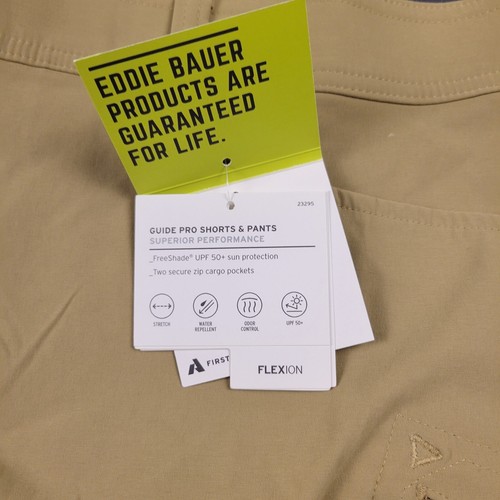 EDDIE BAUER
PRODUCTS ARE
GUARANTEED
FOR LIFE.
23295
GUIDE PRO SHORTS & PANTS
SUPERIOR PERFORMANCE
_FreeShade® UPF 50+ sun protection
_Two secure zip cargo pockets
STRETCH
WATER
REPELLENT
ODOR
CONTROL
UPF 50+
FIRST
FLEXION